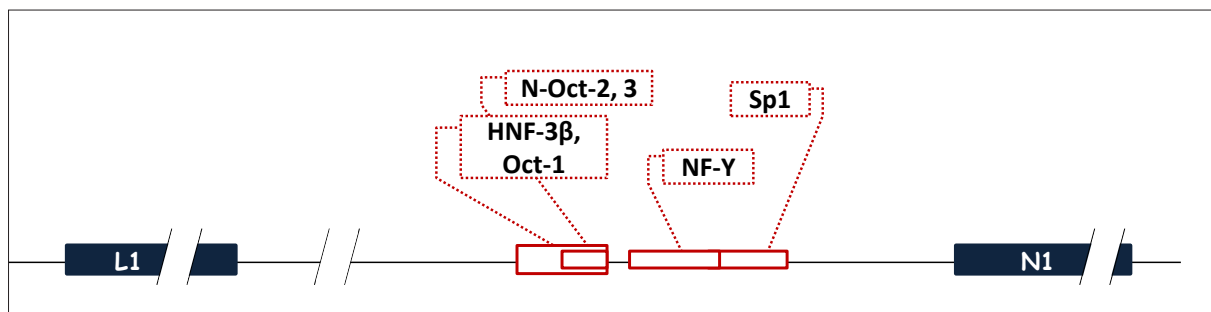 N-Oct-2, 3
Sp1
HNF-3β,
Oct-1
NF-Y
L1
N1